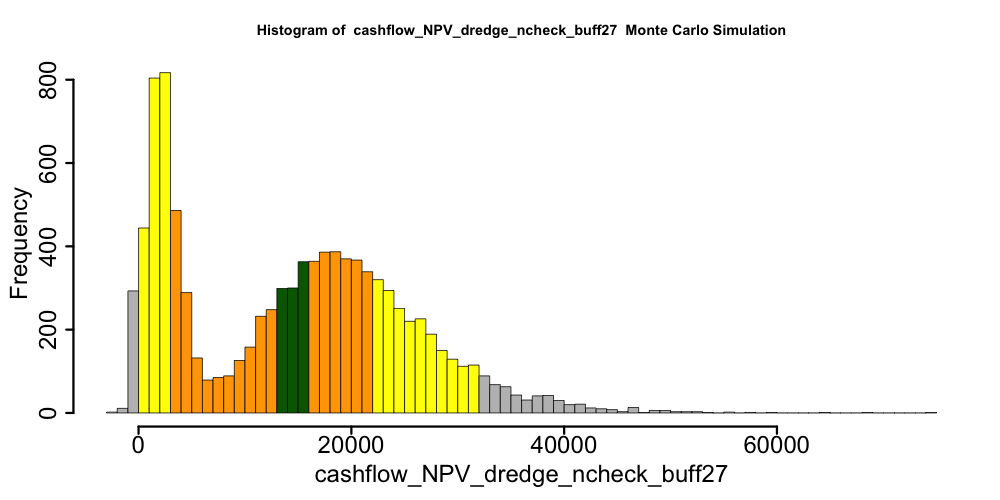 Histogram of  cashflow_NPV_dredge_ncheck_buff27  Monte Carlo Simulation
Frequency
800
600
400
200
0
0 20000 40000 60000
cashflow_NPV_dredge_ncheck_buff27